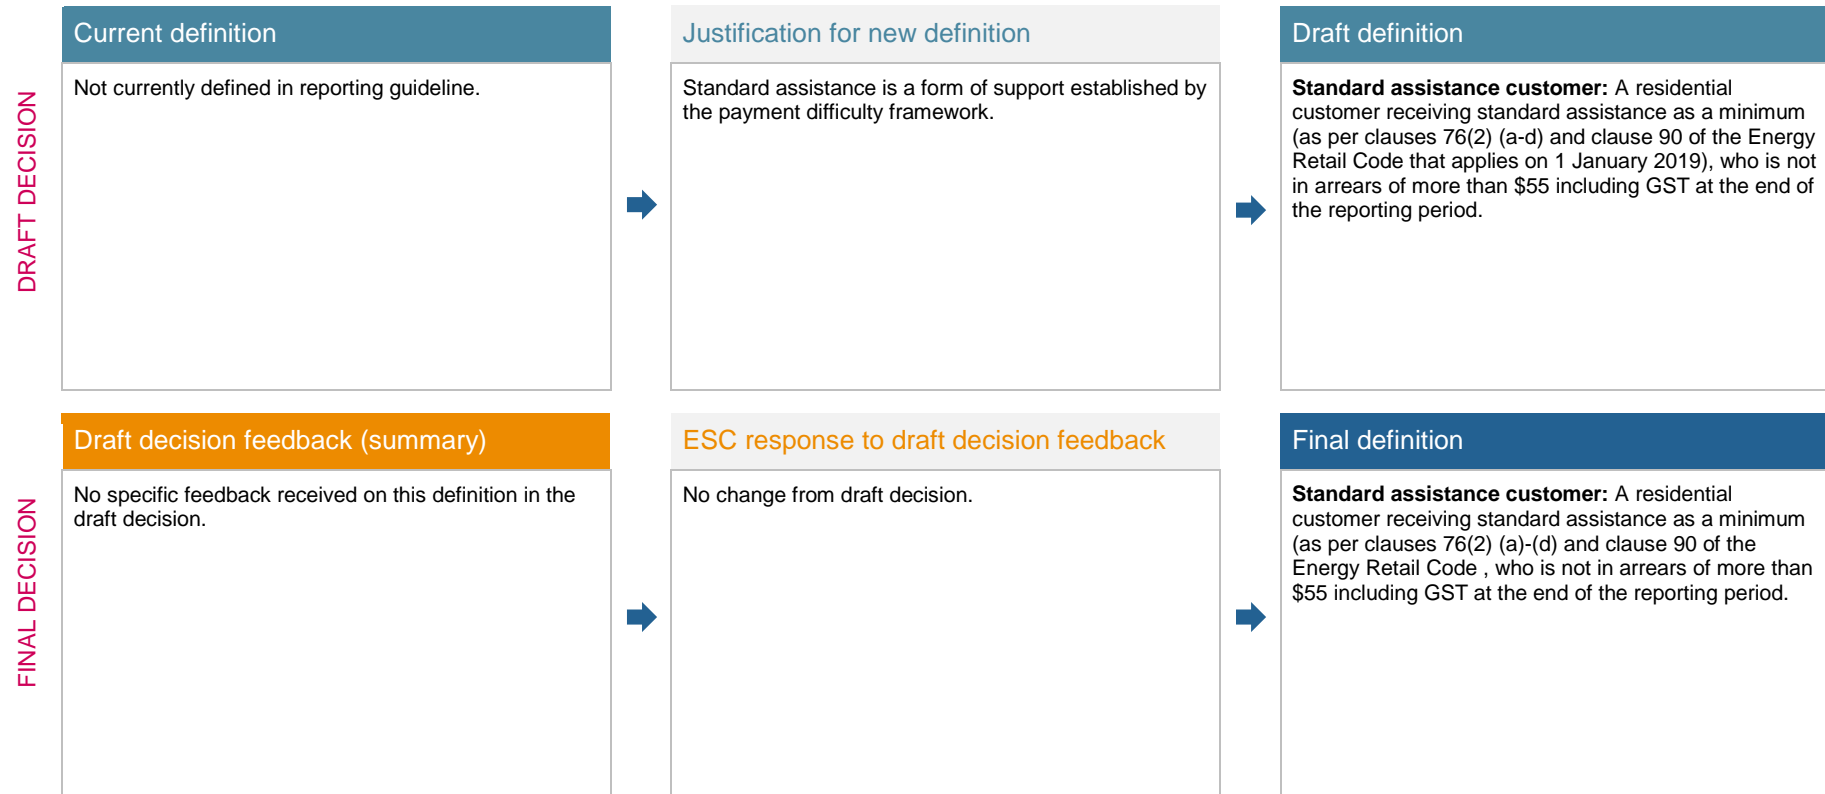 DRAFT DECISION
Current definition
Not currently defined in reporting guideline.
Justification for new definition
Standard assistance is a form of support established by
the payment difficulty framework.
Draft definition
Standard assistance customer: A residential
customer receiving standard assistance as a minimum
(as per clauses 76(2) (a-d) and clause 90 of the Energy
Retail Code that applies on 1 January 2019), who is not
in arrears of more than $55 including GST at the end of
the reporting period.
FINAL DECISION
Draft decision feedback (summary)
No specific feedback received on this definition in the
draft decision.
ESC response to draft decision feedback
No change from draft decision.
Final definition
Standard assistance customer: A residential
customer receiving standard assistance as a minimum
(as per clauses 76(2) (a)-(d) and clause 90 of the
Energy Retail Code , who is not in arrears of more than
$55 including GST at the end of the reporting period.